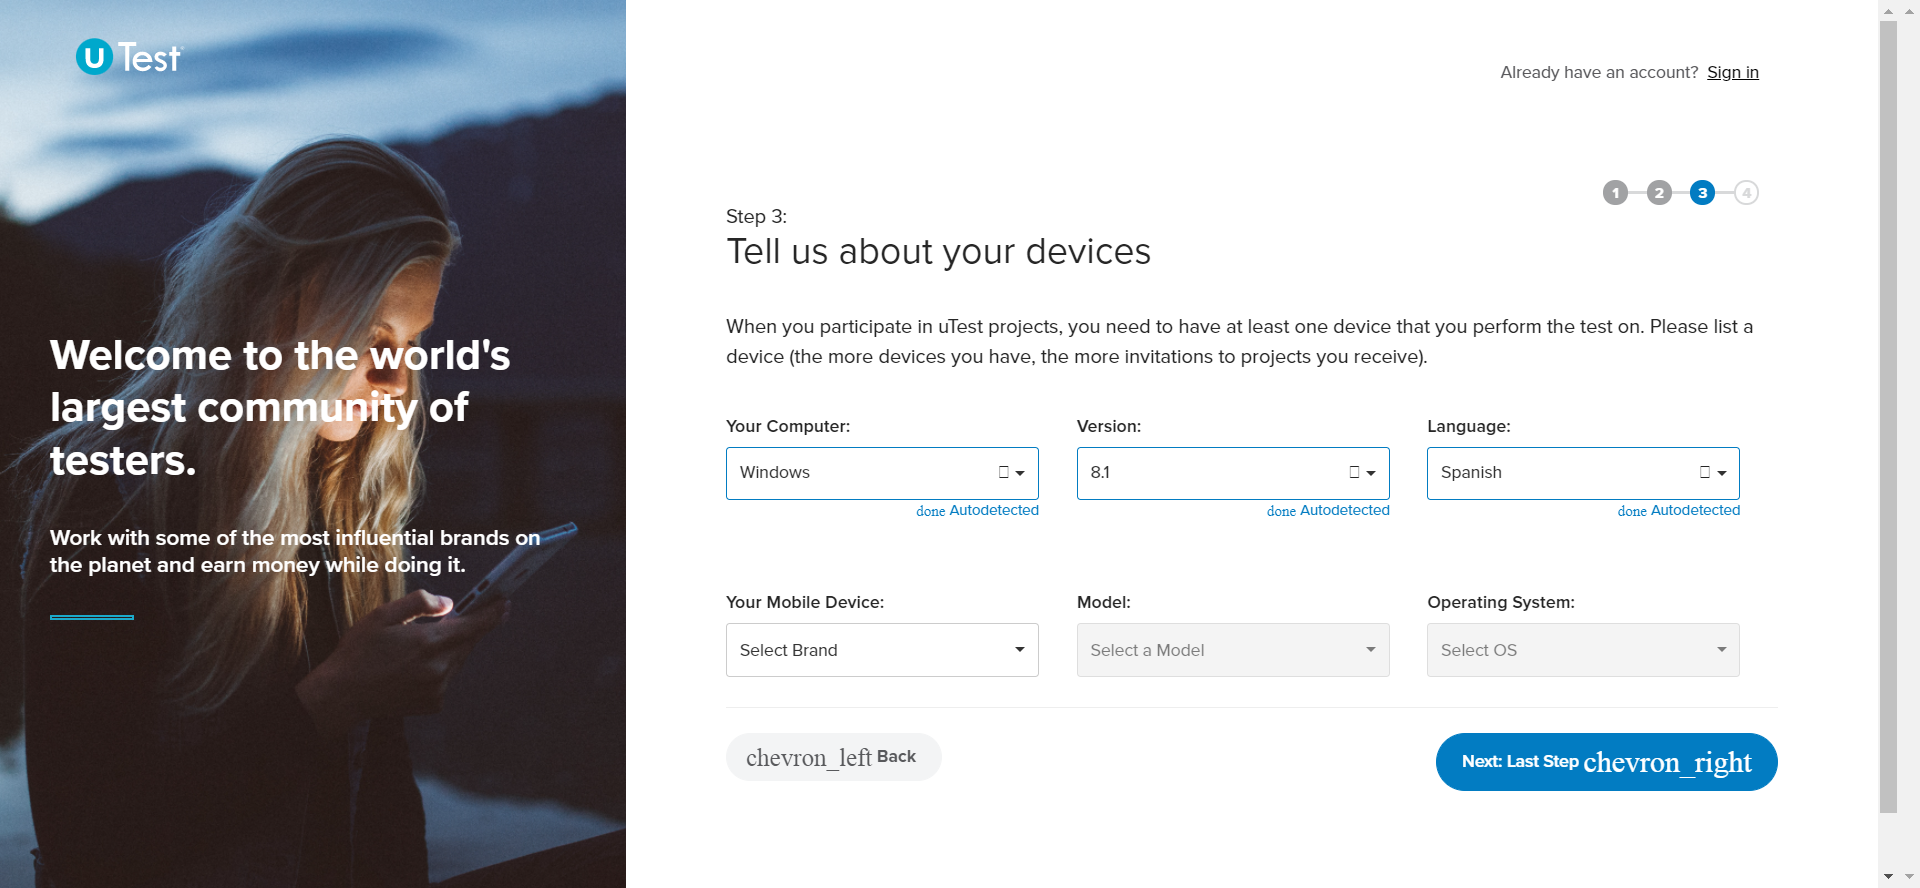 U Test
Welcome to the world's
largest community of
testers.
Work with some of the most influential brands on
the planet and earn money while doing it.
Already have an account? Sign in
1 2 3 4
Step 3:
Tell us about your devices
When you participate in uTest projects, you need to have at least one device that you perform the test on. Please list a
device (the more devices you have, the more invitations to projects you receive).
Your Computer: Version: Language:
Windows 8.1 Spanish
done Autodetected done Autodetected done Autodetected
Your Mobile Device: Model: Operating System:
Select Brand Select a Model Select OS
chevron_left Back Next: Last Step chevron_right